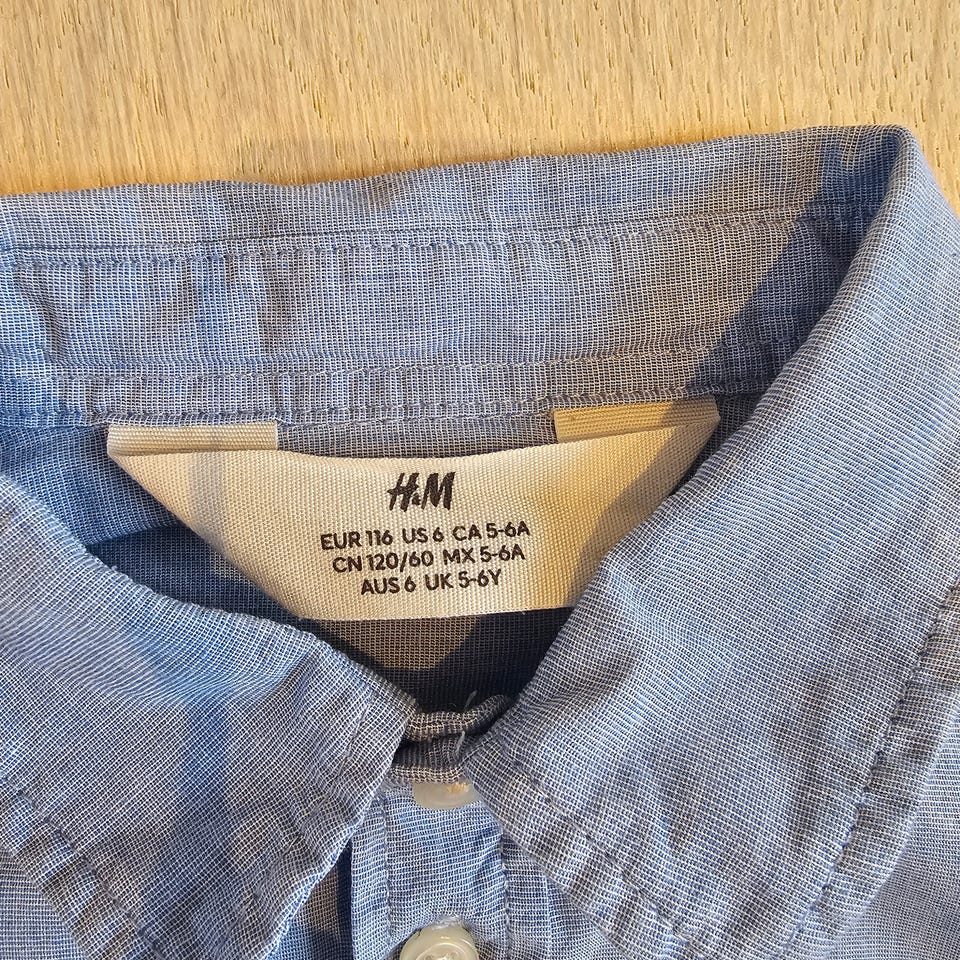 H&M
EUR 116 US 6 CA 5-6A
CN 120/60 MX 5-6A
AUS 6 UK 5-6Y